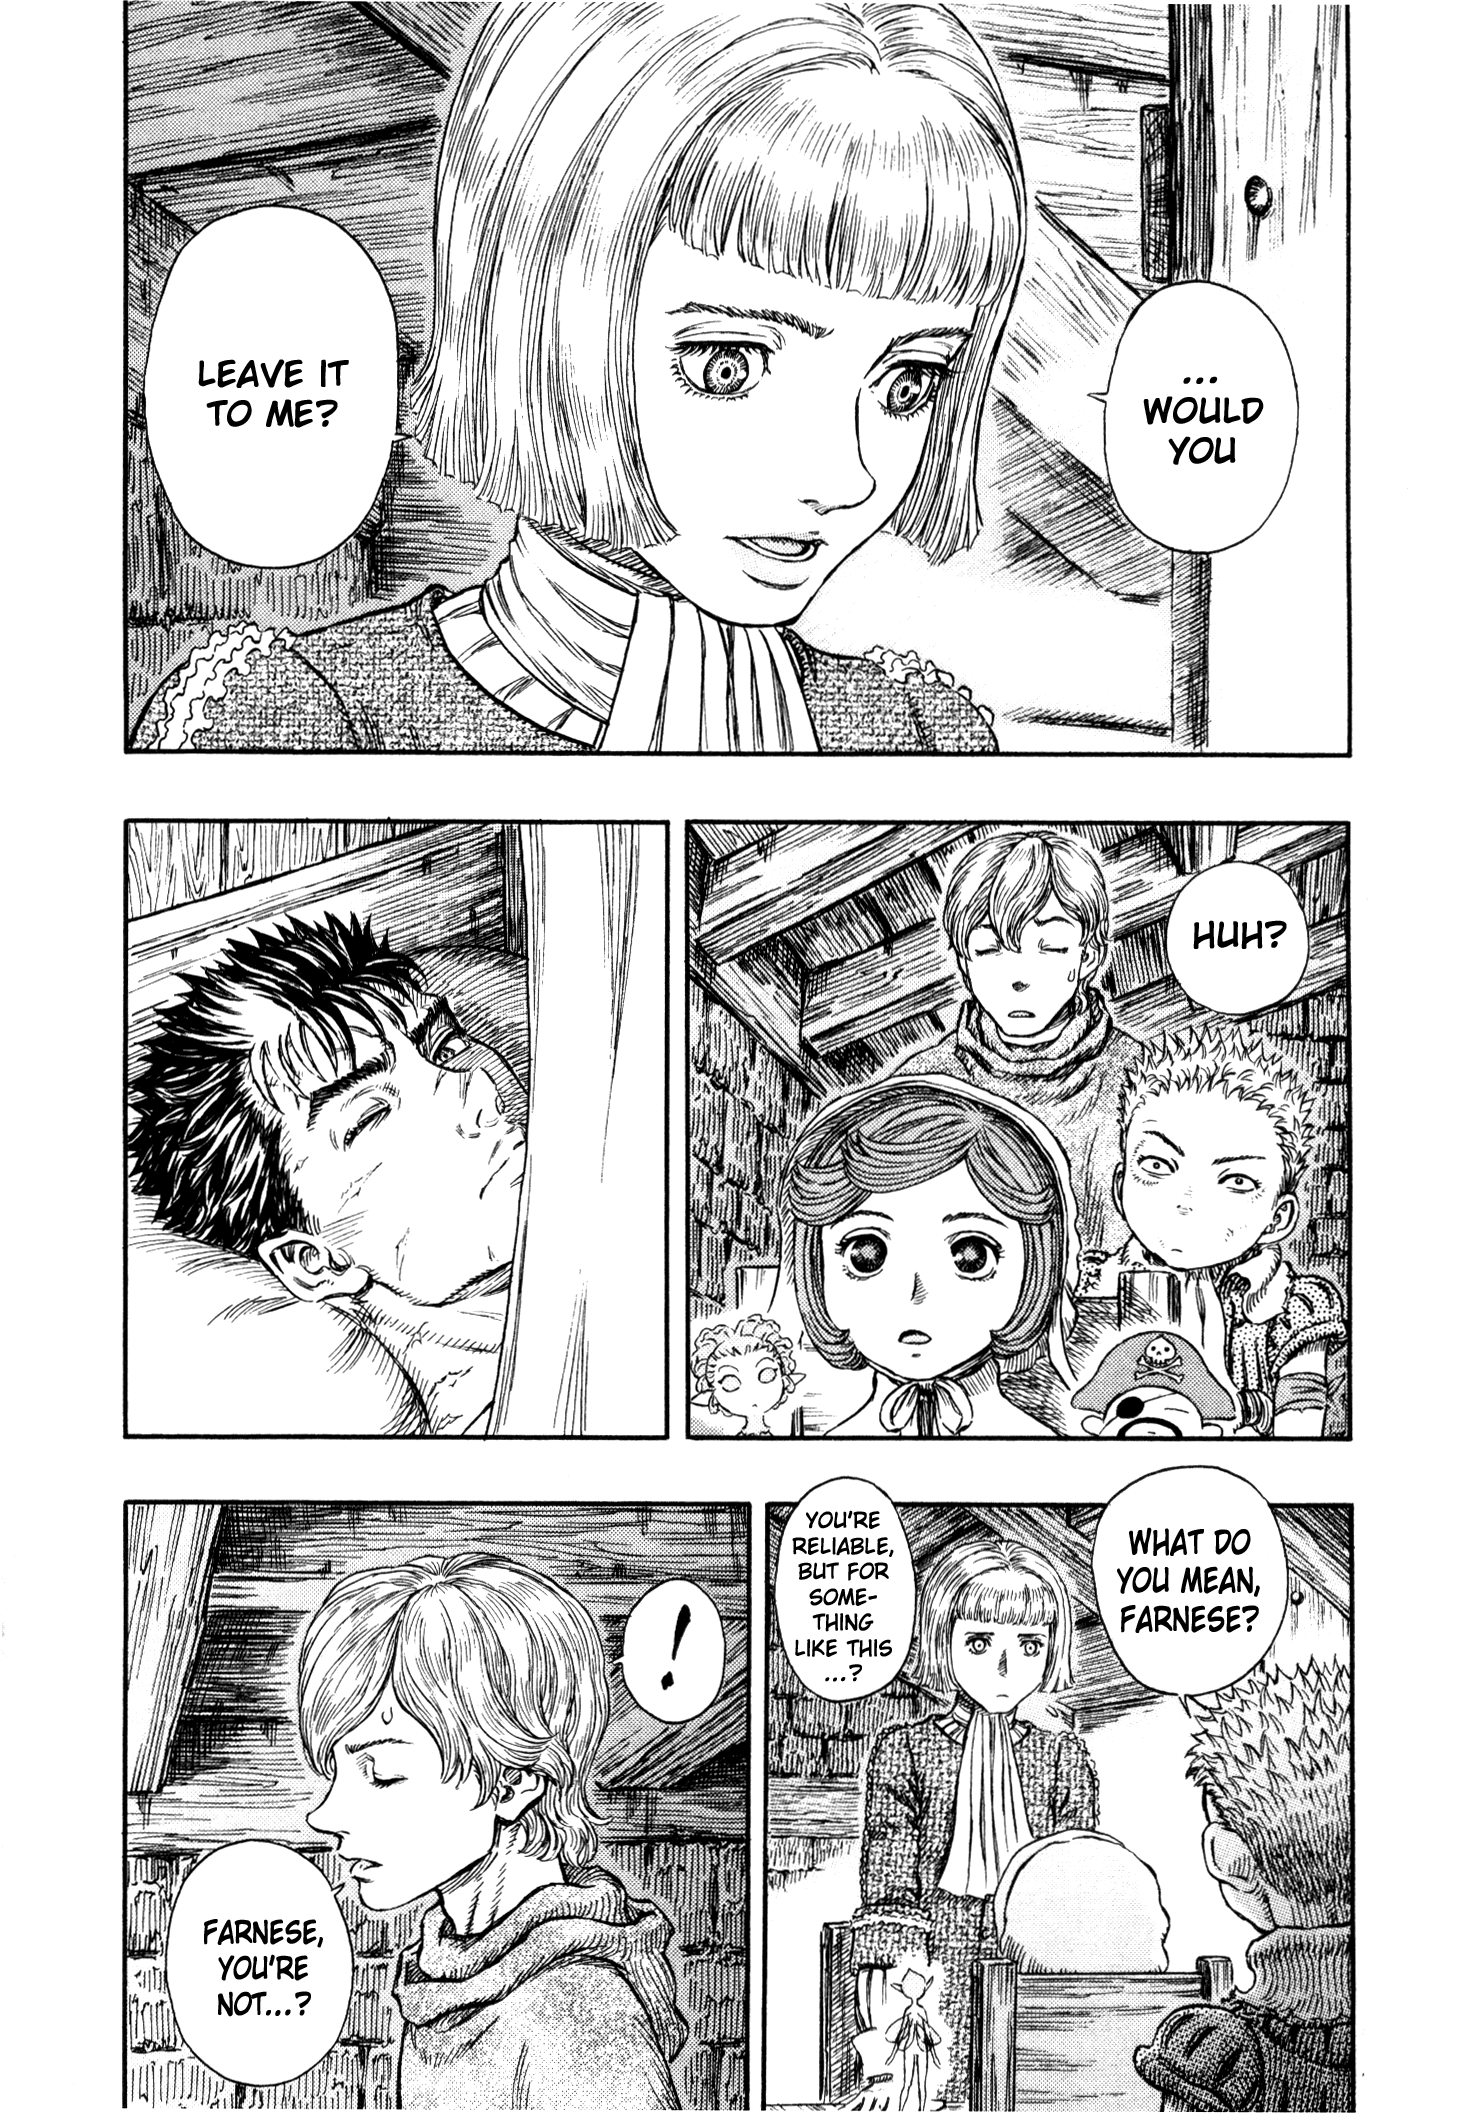 ...
WOULD
YOU
LEAVE IT
TO ME?
HUH?
WHAT DO
YOU MEAN,
FARNESE?
YOU'RE
RELIABLE,
BUT FOR
SOME-
THING
LIKE THIS
...?
!
FARNESE,
YOU'RE
NOT...?